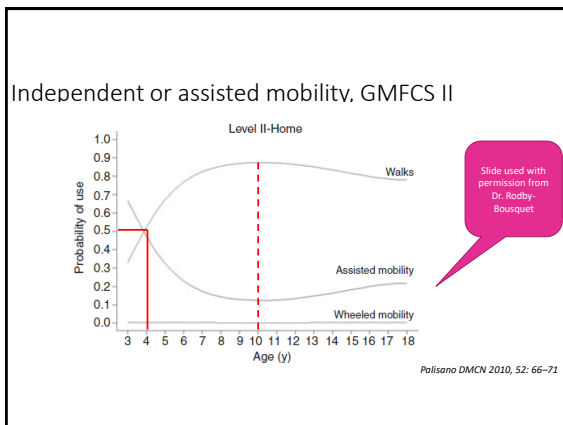 Independent or assisted mobility, GMFCS II
Level II-Home
1.0
0.9
0.8
0.7
0.6
0.5
0.4
0.3
0.2
0.1
0.0
Probability of use
Walks
Assisted mobility
Wheeled mobility
3 4 5 6 7 8 9 10 11 12 13 14 15 16 17 18
Age (y)
Slide used with
permission from
Dr. Rodby-
Bousquet
Palisano DMCN 2010, 52: 66–71